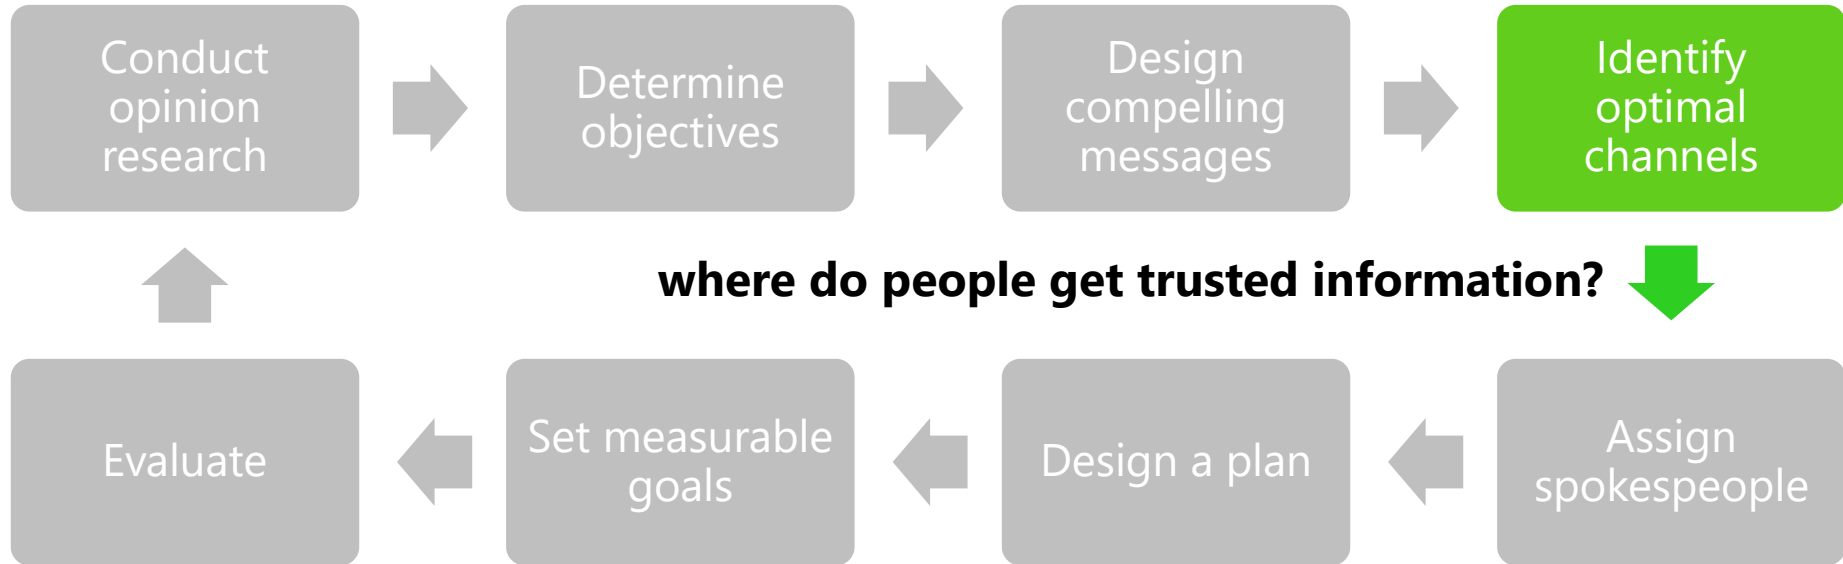 Conduct
opinion
research
Determine
objectives
Design
compelling
messages
Identify
optimal
channels
where do people get trusted information?
Evaluate
Set measurable
goals
Design a plan
Assign
spokespeople